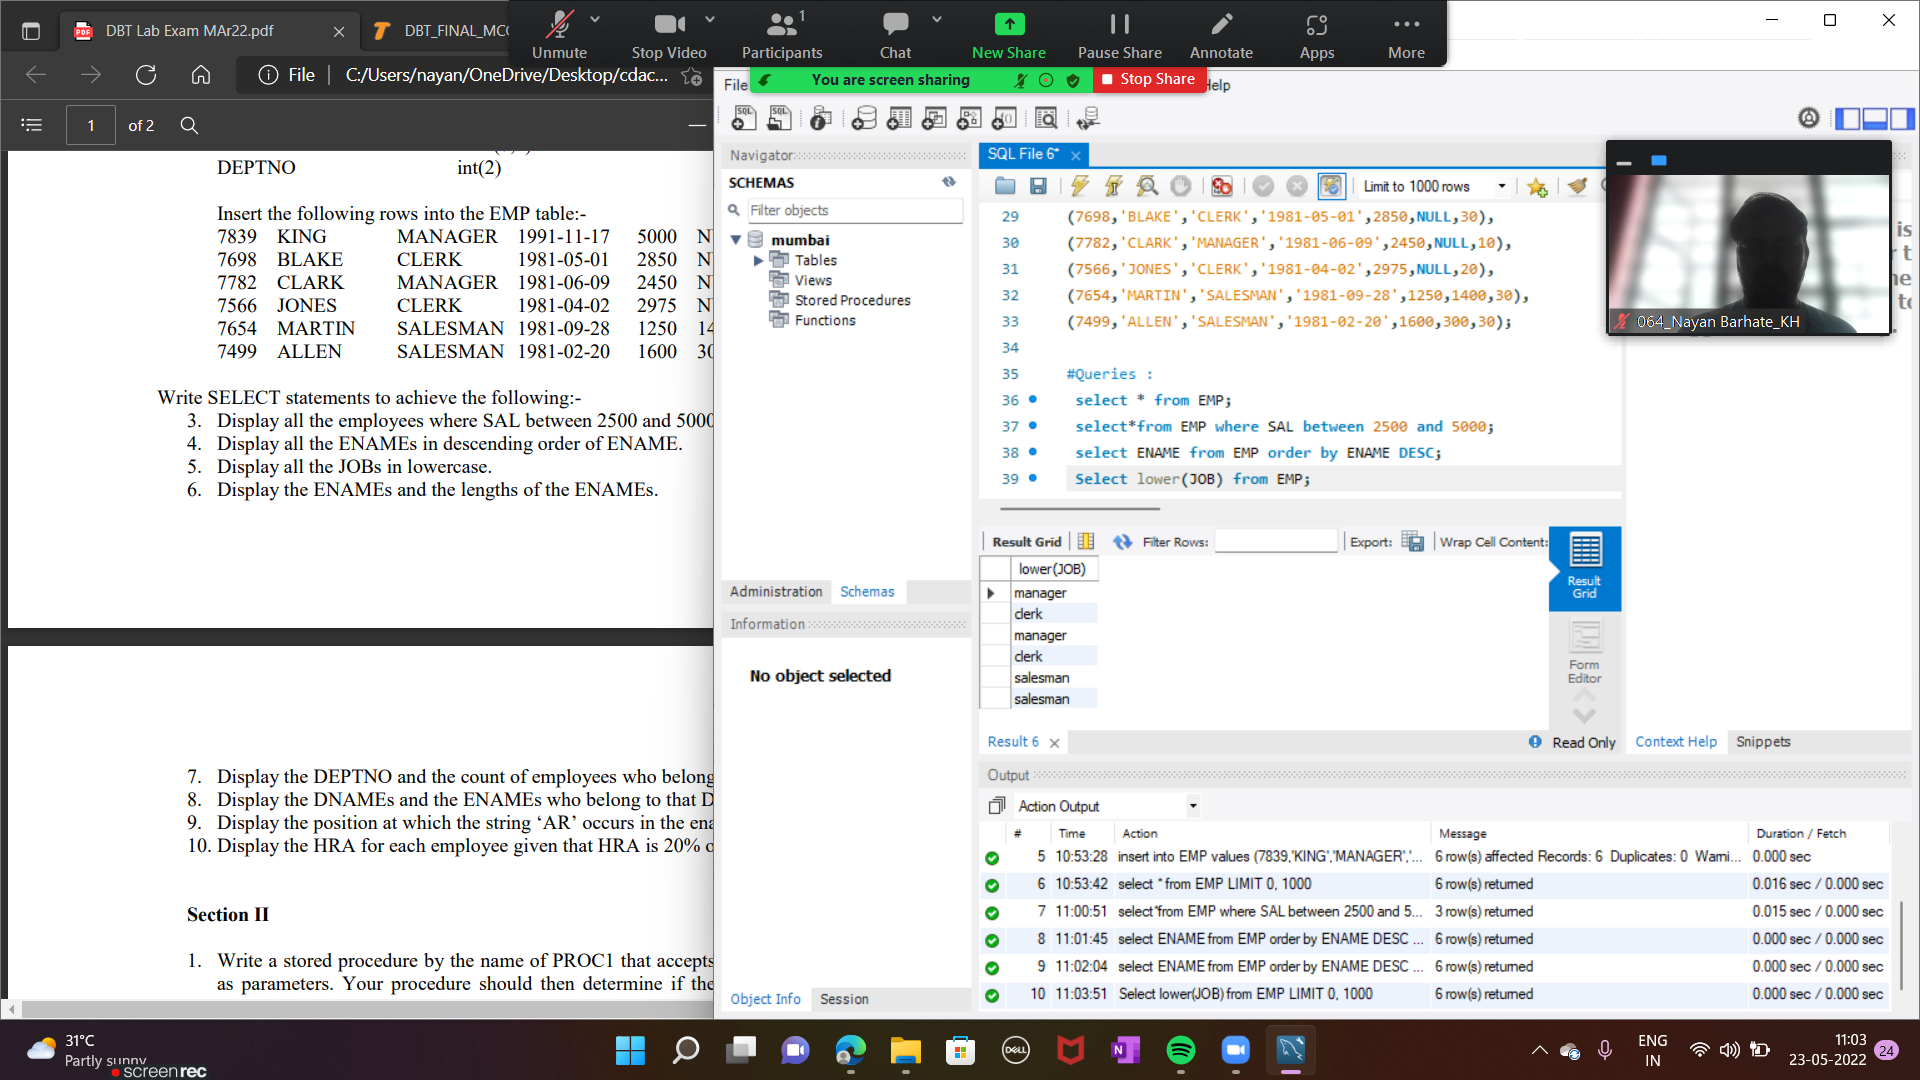 DBT Lab Exam MAr22.pdf
DBT_FINAL_MC
Unmute
Stop Video
Participants
1
Chat
New Share
Pause Share
Annotate
Apps
More
File
C:/Users/nayan/OneDrive/Desktop/cdac...
File
You are screen sharing
Stop Share
Help
1
of 2
DEPTNO int(2)
Insert the following rows into the EMP table:-
7839 KING MANAGER 1991-11-17 5000 N
7698 BLAKE CLERK 1981-05-01 2850 N
7782 CLARK MANAGER 1981-06-09 2450 N
7566 JONES CLERK 1981-04-02 2975 N
7654 MARTIN SALESMAN 1981-09-28 1250 14
7499 ALLEN SALESMAN 1981-02-20 1600 30
Write SELECT statements to achieve the following:-
3. Display all the employees where SAL between 2500 and 5000
4. Display all the ENAMEs in descending order of ENAME.
5. Display all the JOBs in lowercase.
6. Display the ENAMEs and the lengths of the ENAMEs.
7. Display the DEPTNO and the count of employees who belong
8. Display the DNAMEs and the ENAMEs who belong to that D
9. Display the position at which the string ‘AR’ occurs in the ena
10. Display the HRA for each employee given that HRA is 20% o
Section II
1. Write a stored procedure by the name of PROC1 that accepts
as parameters. Your procedure should then determine if the
Navigator
SCHEMAS
Filter objects
mumbai
Tables
Views
Stored Procedures
Functions
Administration
Schemas
Information
No object selected
Object Info
Session
SQL File 6*
Limit to 1000 rows
29 (7698,'BLAKE','CLERK','1981-05-01',2850,NULL,30),
30 (7782,'CLARK','MANAGER','1981-06-09',2450,NULL,10),
31 (7566,'JONES','CLERK','1981-04-02',2975,NULL,20),
32 (7654,'MARTIN','SALESMAN','1981-09-28',1250,1400,30),
33 (7499,'ALLEN','SALESMAN','1981-02-20',1600,300,30);
34
35 #Queries :
36 select * from EMP;
37 select*from EMP where SAL between 2500 and 5000;
38 select ENAME from EMP order by ENAME DESC;
39 Select lower(JOB) from EMP;
Result Grid
Filter Rows:
Export:
Wrap Cell Content:
lower(JOB)
manager
clerk
manager
clerk
salesman
salesman
Result Grid
Form Editor
Result 6
Read Only
Context Help
Snippets
064_Nayan Barhate_KH
Output
Action Output
# Time Action Message Duration / Fetch
5 10:53:28 insert into EMP values (7839,'KING','MANAGER','... 6 row(s) affected Records: 6 Duplicates: 0 Warni... 0.000 sec
6 10:53:42 select * from EMP LIMIT 0, 1000 6 row(s) returned 0.016 sec / 0.000 sec
7 11:00:51 select*from EMP where SAL between 2500 and 5... 3 row(s) returned 0.015 sec / 0.000 sec
8 11:01:45 select ENAME from EMP order by ENAME DESC ... 6 row(s) returned 0.000 sec / 0.000 sec
9 11:02:04 select ENAME from EMP order by ENAME DESC ... 6 row(s) returned 0.000 sec / 0.000 sec
10 11:03:51 Select lower(JOB) from EMP LIMIT 0, 1000 6 row(s) returned 0.000 sec / 0.000 sec
31°C
Partly sunny
screenrec
ENG
IN
11:03
23-05-2022
24